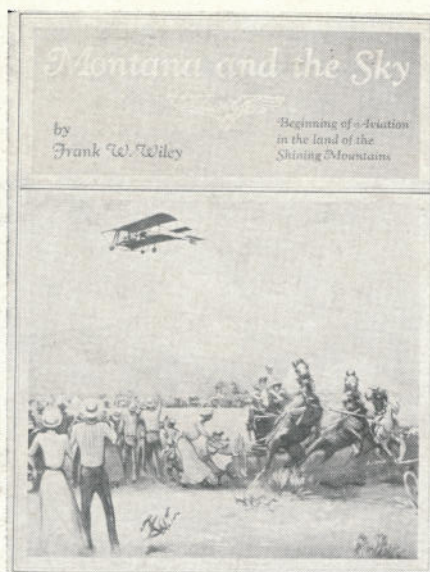 Montana and the Sky
by
Frank W. Wiley
Beginning of Aviation
in the land of the
Shining Mountains